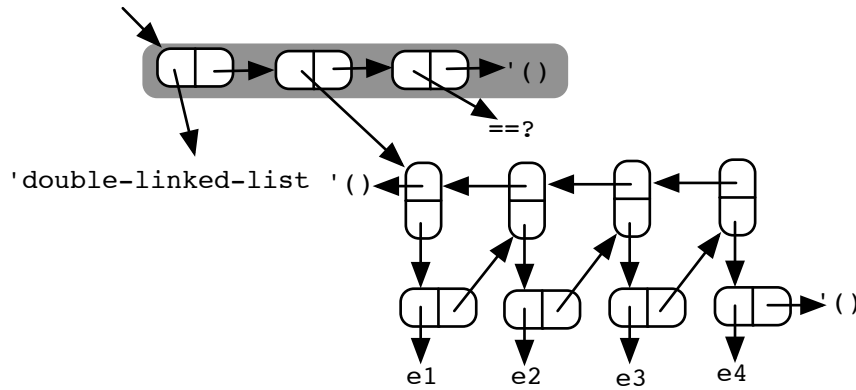 '()
==?
'double-linked-list '()
'()
e1 e2 e3 e4